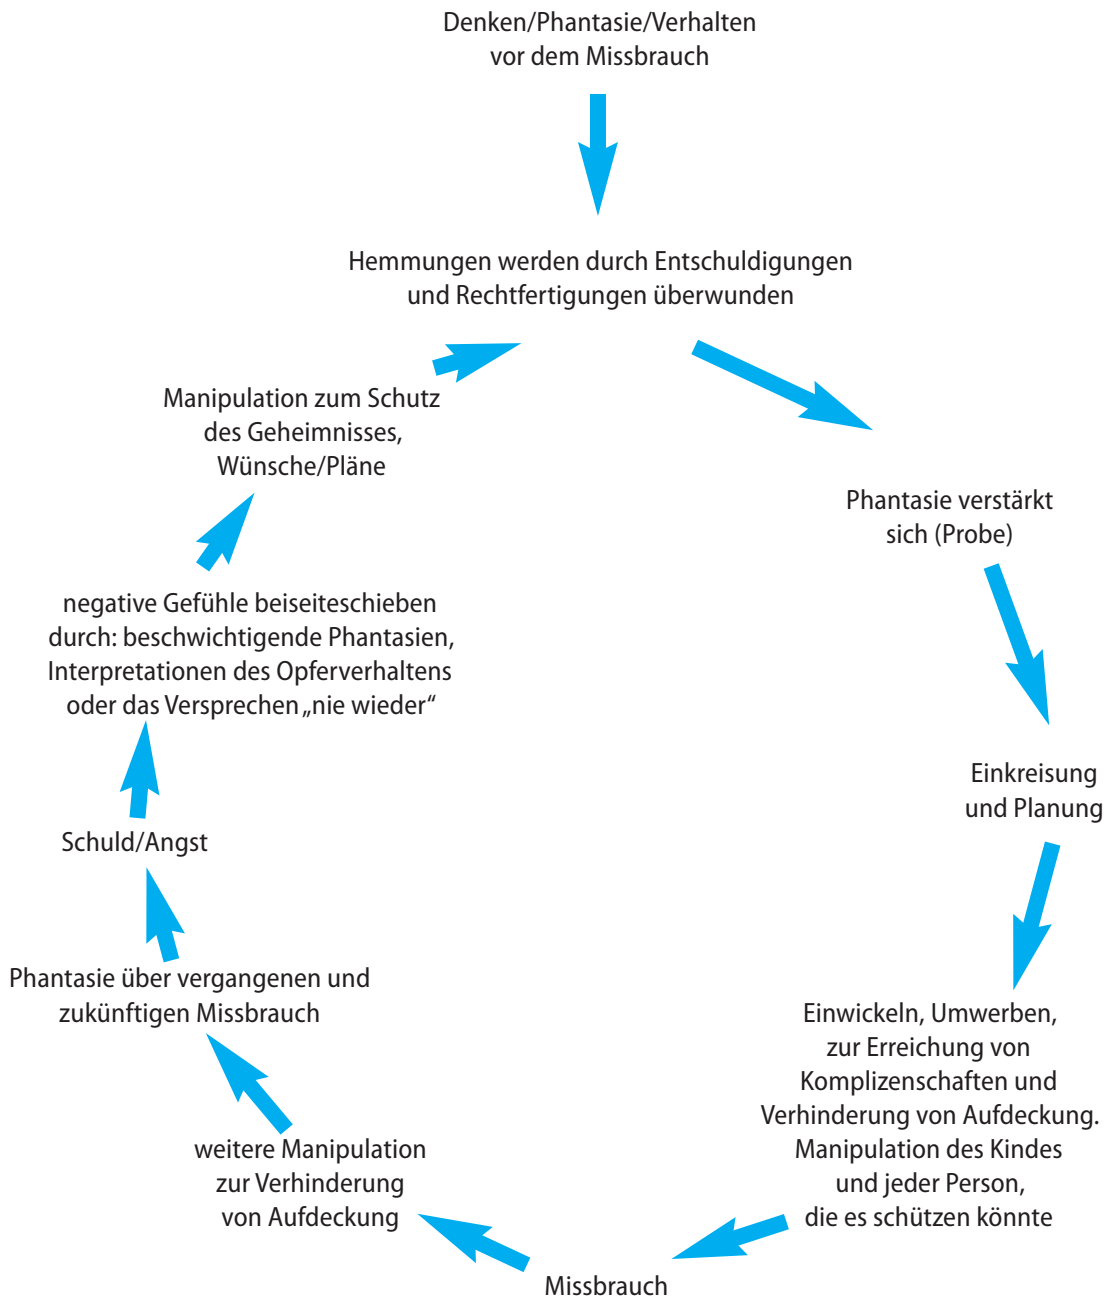 Denken/Phantasie/Verhalten
vor dem Missbrauch
Hemmungen werden durch Entschuldigungen
und Rechtfertigungen überwunden
Phantasie verstärkt
sich (Probe)
Einkreisung
und Planung
Einwickeln, Umwerben,
zur Erreichung von
Komplizenschaften und
Verhinderung von Aufdeckung.
Manipulation des Kindes
und jeder Person,
die es schützen könnte
Missbrauch
weitere Manipulation
zur Verhinderung
von Aufdeckung
Phantasie über vergangenen und
zukünftigen Missbrauch
Schuld/Angst
negative Gefühle beiseiteschieben
durch: beschwichtigende Phantasien,
Interpretationen des Opferverhaltens
oder das Versprechen „nie wieder“
Manipulation zum Schutz
des Geheimnisses,
Wünsche/Pläne